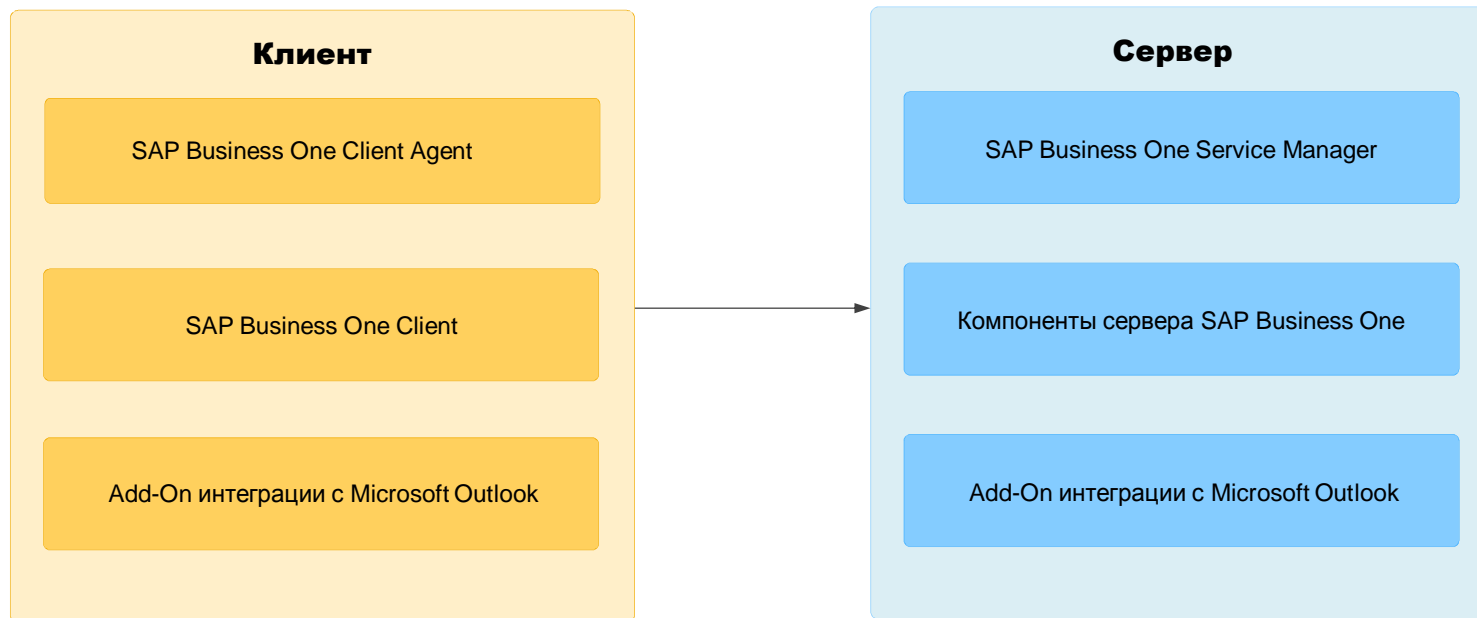 Клиент
SAP Business One Client Agent
SAP Business One Client
Add-On интеграции с Microsoft Outlook
Сервер
SAP Business One Service Manager
Компоненты сервера SAP Business One
Add-On интеграции с Microsoft Outlook